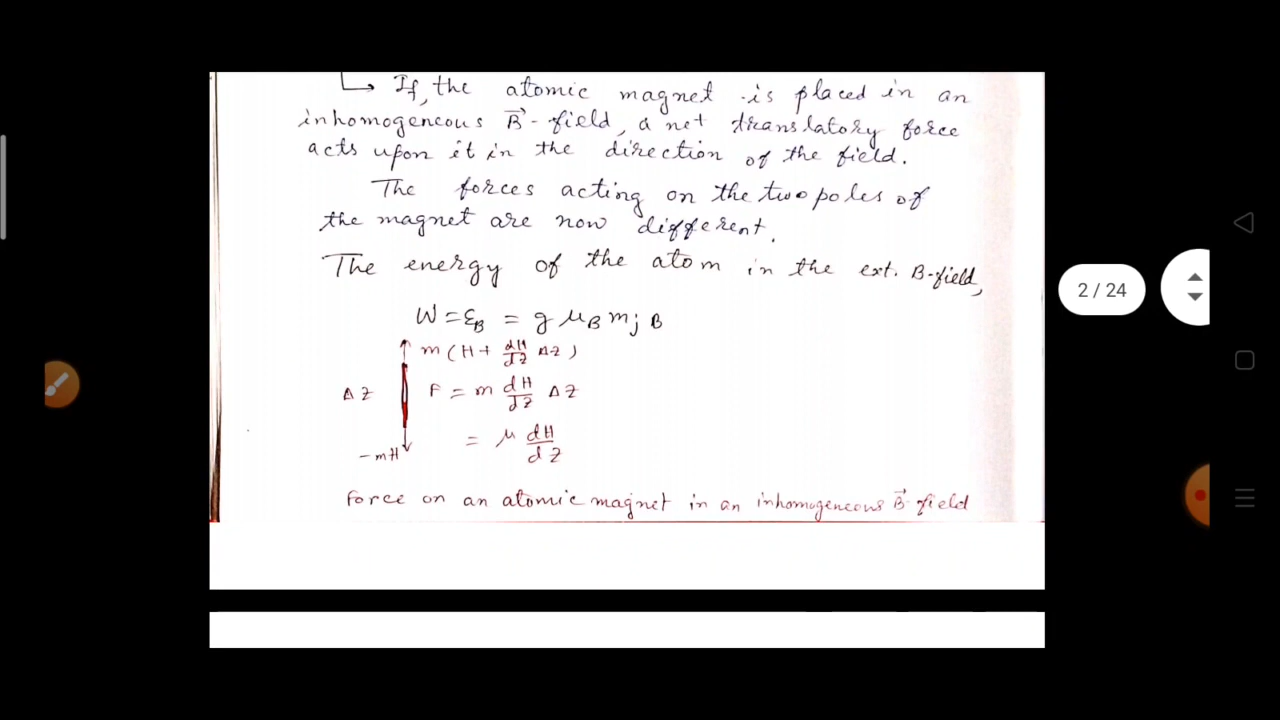 If, the atomic magnet is placed in an
inhomogeneous B⃗-field, a net translatory force
acts upon it in the direction of the field.
The forces acting on the two poles of
the magnet are now different.
The energy of the atom in the ext. B-field,
W = ε_B = g μ_B m_j B
m (H + dH/dz Δz)
Δz F = m dH/dz Δz
= μ dH/dz
-mH
Force on an atomic magnet in an inhomogeneous B⃗-field
2 / 24